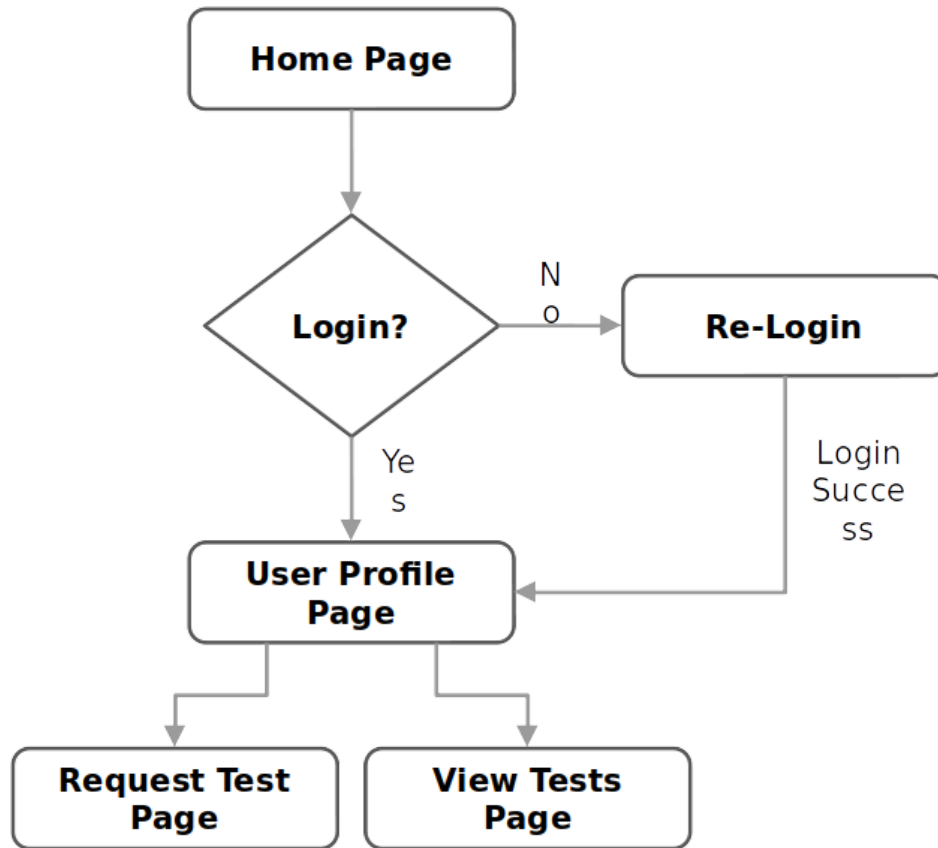 Home Page
Login?
N
o
Re-Login
Ye
s
Login
Succe
ss
User Profile
Page
Request Test
Page
View Tests
Page